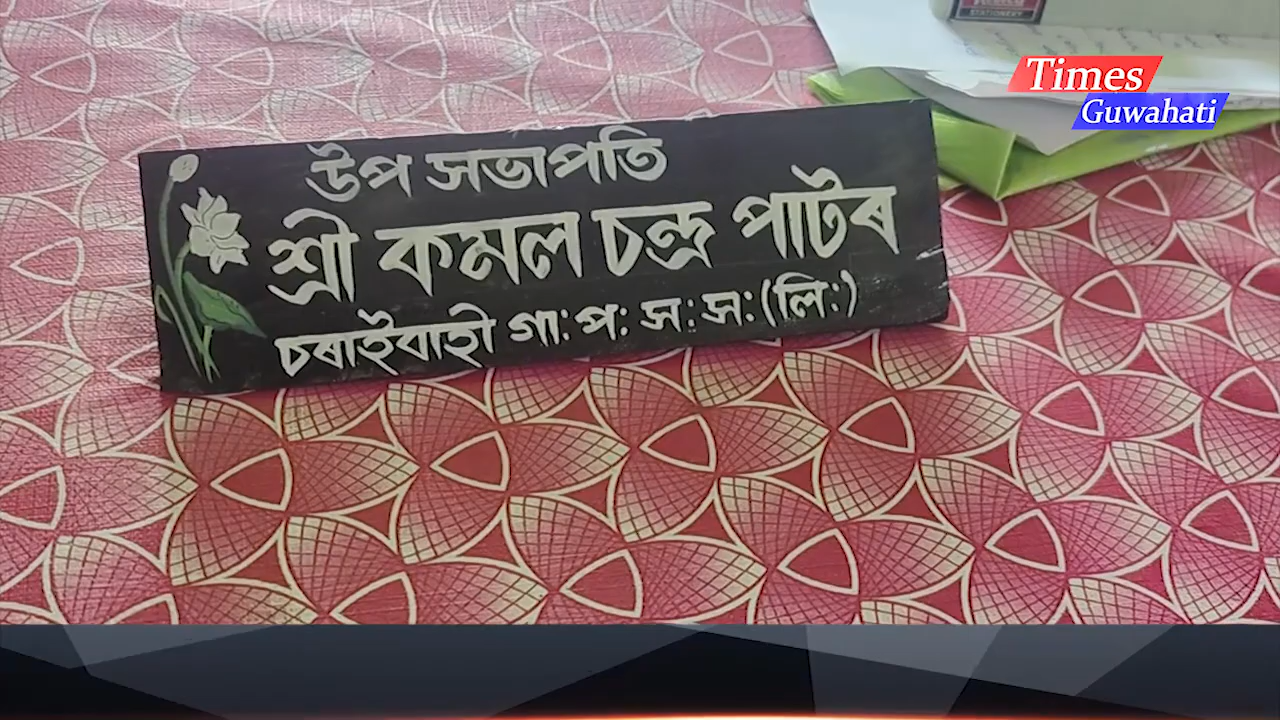 Times
Guwahati
উপ সভাপতি
শ্ৰী কমল চন্দ্ৰ পাটৰ
চৰাইবাহী গা: প: স: স: (লি:)